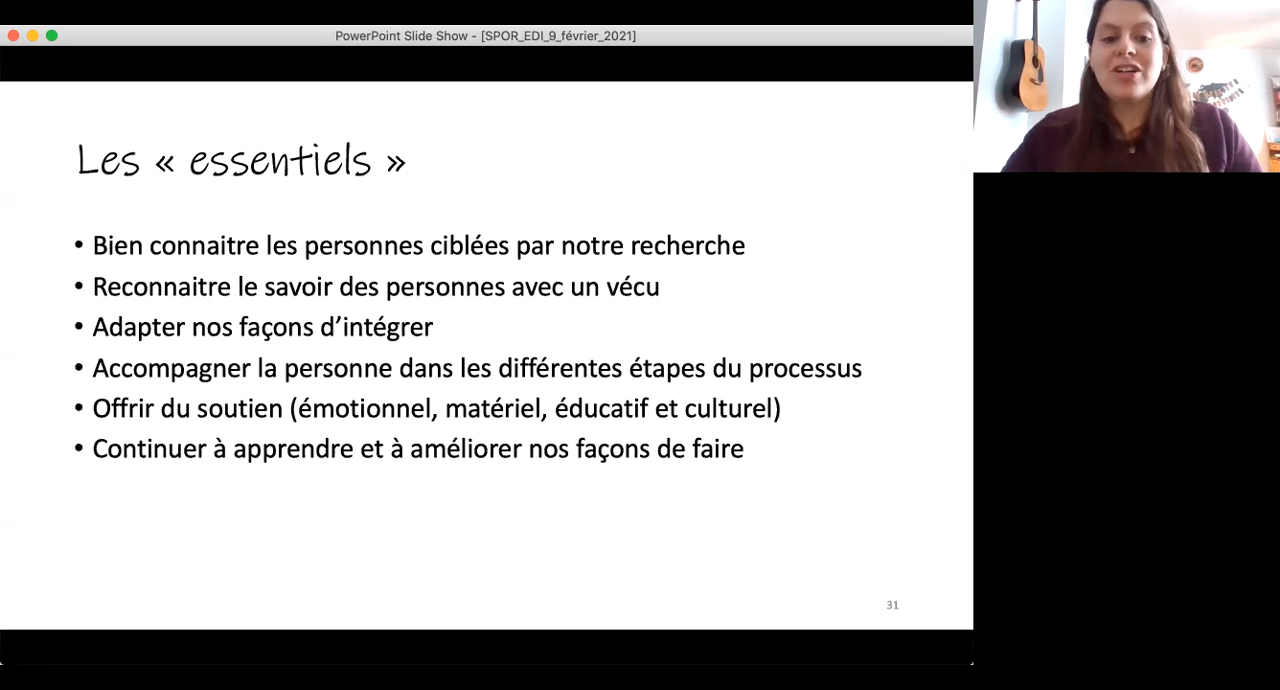 PowerPoint Slide Show - [SPOR_EDI_9_février_2021]
Les « essentiels »
• Bien connaitre les personnes ciblées par notre recherche
• Reconnaitre le savoir des personnes avec un vécu
• Adapter nos façons d’intégrer
• Accompagner la personne dans les différentes étapes du processus
• Offrir du soutien (émotionnel, matériel, éducatif et culturel)
• Continuer à apprendre et à améliorer nos façons de faire
31